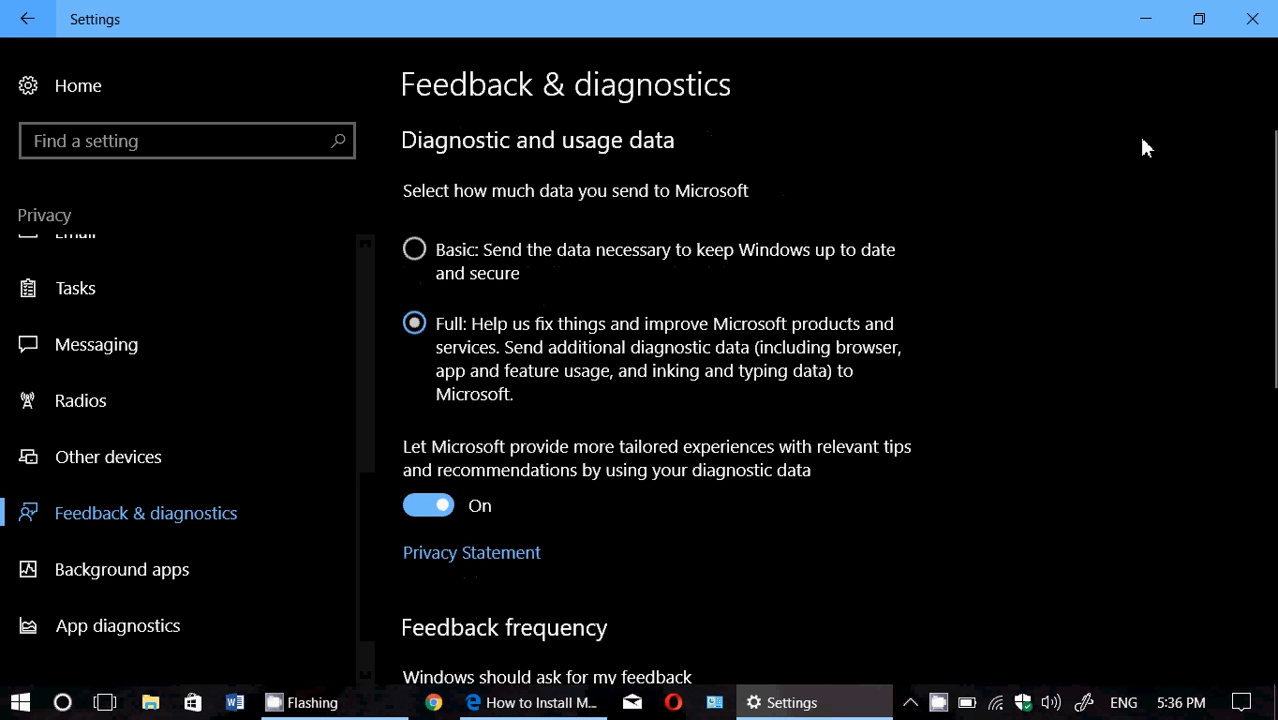 Settings
Home
Find a setting
Privacy
Email
Tasks
Messaging
Radios
Other devices
Feedback & diagnostics
Background apps
App diagnostics
Feedback & diagnostics
Diagnostic and usage data
Select how much data you send to Microsoft
Basic: Send the data necessary to keep Windows up to date
and secure
Full: Help us fix things and improve Microsoft products and
services. Send additional diagnostic data (including browser,
app and feature usage, and inking and typing data) to
Microsoft.
Let Microsoft provide more tailored experiences with relevant tips
and recommendations by using your diagnostic data
On
Privacy Statement
Feedback frequency
Windows should ask for my feedback
Flashing
How to Install M...
Settings
ENG
5:36 PM